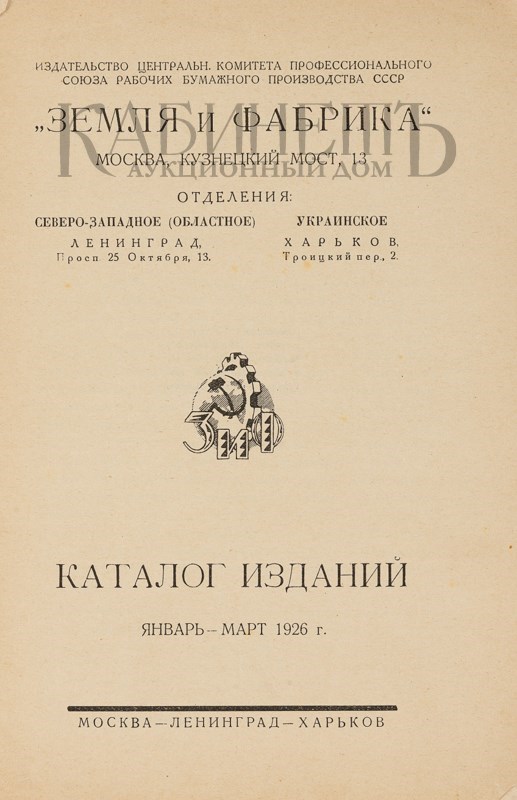 ИЗДАТЕЛЬСТВО ЦЕНТРАЛЬН. КОМИТЕТА ПРОФЕССИОНАЛЬНОГО
СОЮЗА РАБОЧИХ БУМАЖНОГО ПРОИЗВОДСТВА СССР
КАБИНЕТЪ
„ЗЕМЛЯ и ФАБРИКА“
МОСКВА, КУЗНЕЦКИЙ МОСТ, 13
АУКЦИОННЫЙ ДОМ
ОТДЕЛЕНИЯ:
СЕВЕРО-ЗАПАДНОЕ (ОБЛАСТНОЕ) УКРАИНСКОЕ
ЛЕНИНГРАД, ХАРЬКОВ,
Просп. 25 Октября, 13. Троицкий пер., 2.
ЗИФ
КАТАЛОГ ИЗДАНИЙ
ЯНВАРЬ – МАРТ 1926 г.
МОСКВА—ЛЕНИНГРАД—ХАРЬКОВ